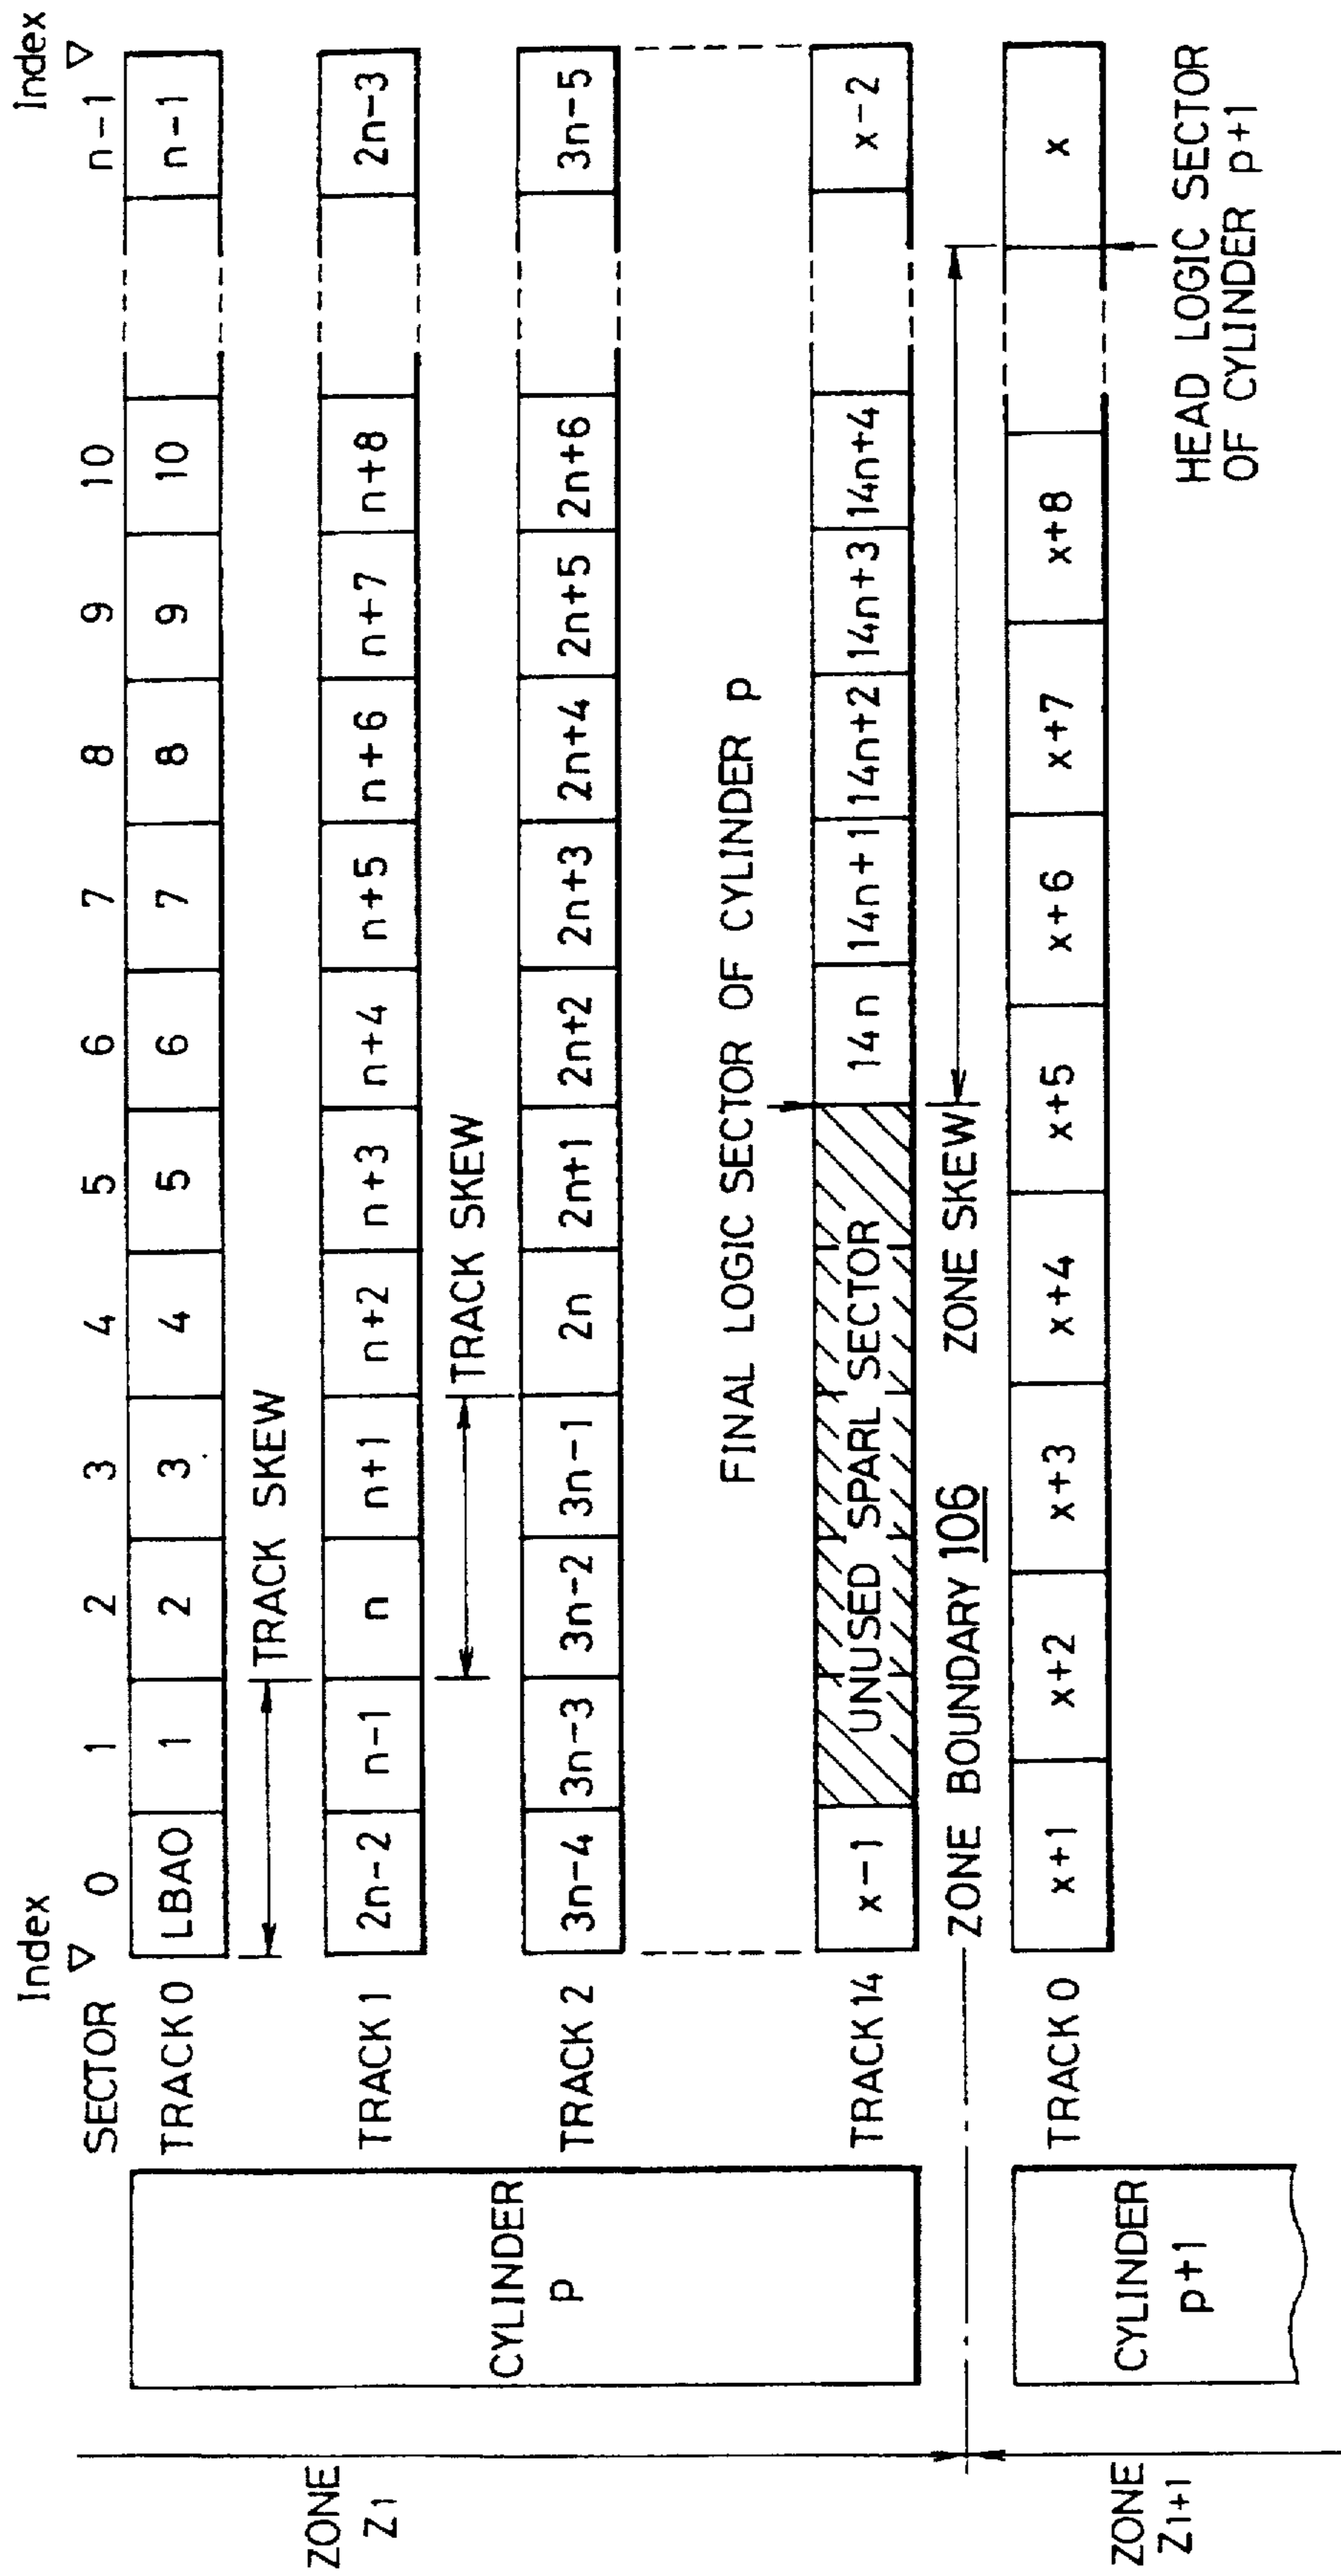 Index Index
SECTOR 0 1 2 3 4 5 6 7 8 9 10 n-1
TRACK 0 LBA0 1 2 3 4 5 6 7 8 9 10 n-1
TRACK SKEW
TRACK 1 2n-2 n-1 n n+1 n+2 n+3 n+4 n+5 n+6 n+7 n+8 2n-3
TRACK SKEW
TRACK 2 3n-4 3n-3 3n-2 3n-1 2n 2n+1 2n+2 2n+3 2n+4 2n+5 2n+6 3n-5
CYLINDER
p
ZONE
Z1
FINAL LOGIC SECTOR OF CYLINDER p
TRACK 14 x-1 UNUSED SPARL SECTOR 14n 14n+1 14n+2 14n+3 14n+4 x-2
ZONE BOUNDARY 106 ZONE SKEW
TRACK 0 x+1 x+2 x+3 x+4 x+5 x+6 x+7 x+8 x
CYLINDER
p+1
ZONE
Z1+1
HEAD LOGIC SECTOR
OF CYLINDER p+1